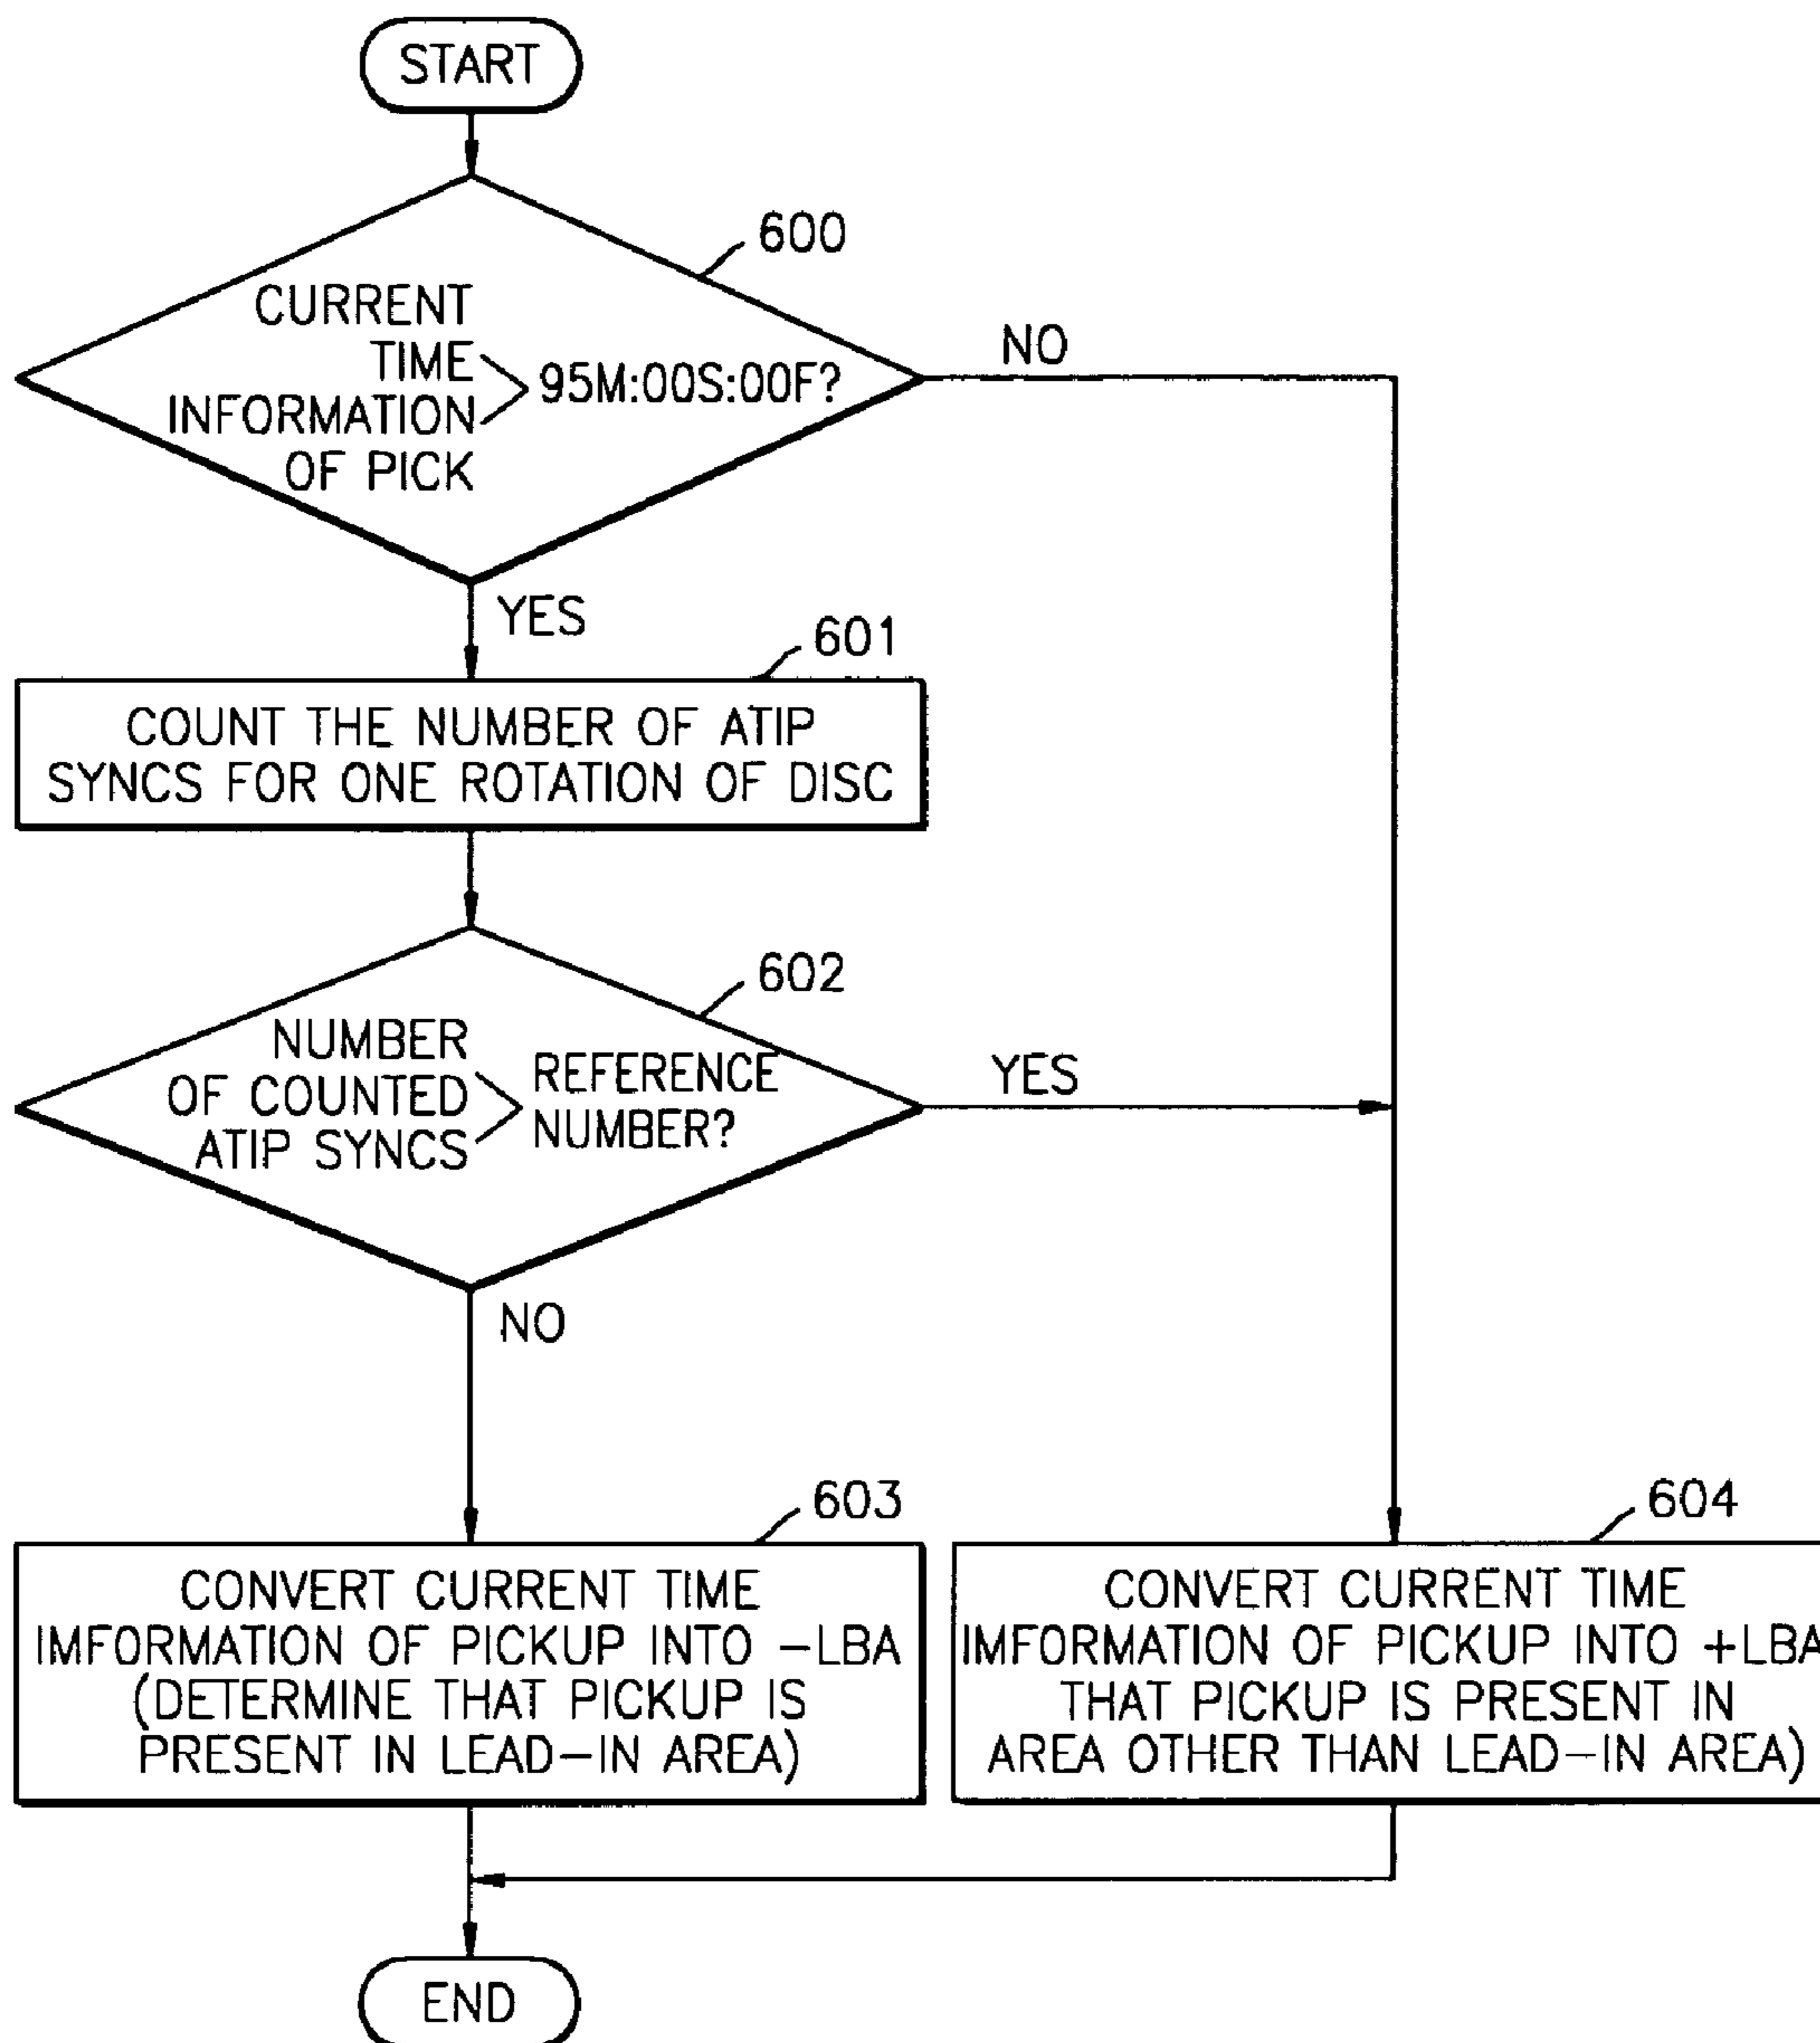 START
600
CURRENT
TIME
INFORMATION
OF PICK
> 95M:00S:00F?
NO
YES
601
COUNT THE NUMBER OF ATIP
SYNCS FOR ONE ROTATION OF DISC
602
NUMBER
OF COUNTED
ATIP SYNCS
> REFERENCE
NUMBER?
YES
NO
603
CONVERT CURRENT TIME
IMFORMATION OF PICKUP INTO -LBA
(DETERMINE THAT PICKUP IS
PRESENT IN LEAD-IN AREA)
604
CONVERT CURRENT TIME
IMFORMATION OF PICKUP INTO +LBA
THAT PICKUP IS PRESENT IN
AREA OTHER THAN LEAD-IN AREA)
END